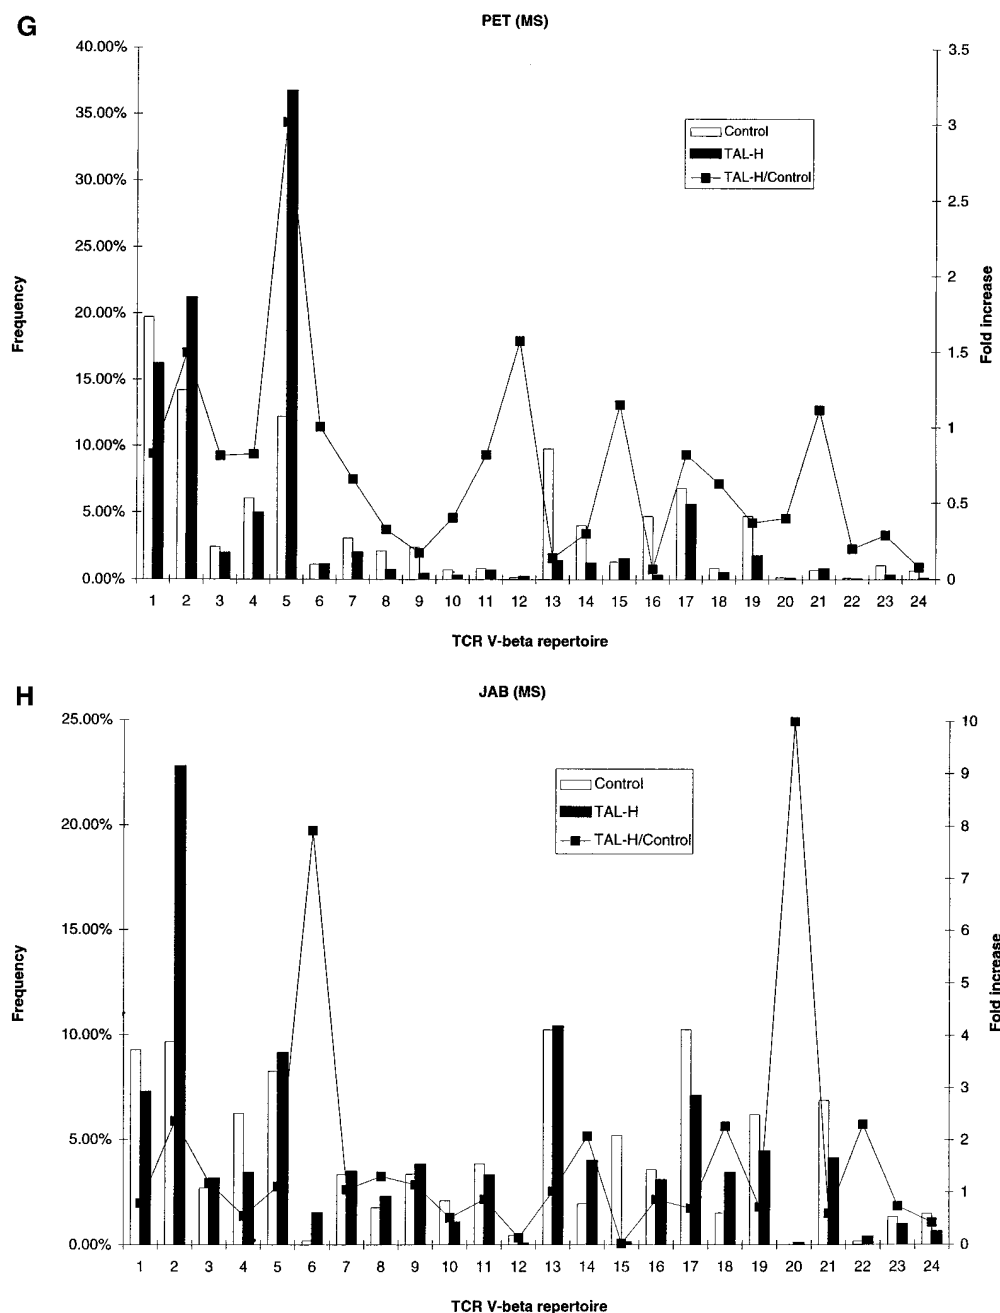 G
PET (MS)
40.00%
35.00%
30.00%
25.00%
20.00%
15.00%
10.00%
5.00%
0.00%
Frequency
3.5
3
2.5
2
1.5
1
0.5
0
Fold increase
Control
TAL-H
TAL-H/Control
1 2 3 4 5 6 7 8 9 10 11 12 13 14 15 16 17 18 19 20 21 22 23 24
TCR V-beta repertoire
H
JAB (MS)
25.00%
20.00%
15.00%
10.00%
5.00%
0.00%
Frequency
10
9
8
7
6
5
4
3
2
1
0
Fold increase
Control
TAL-H
TAL-H/Control
1 2 3 4 5 6 7 8 9 10 11 12 13 14 15 16 17 18 19 20 21 22 23 24
TCR V-beta repertoire